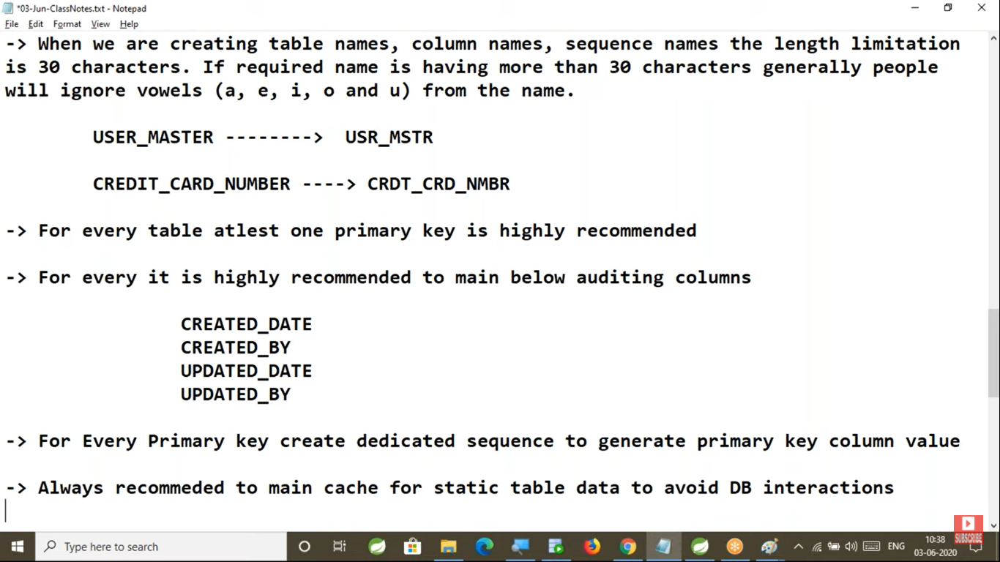 *03-Jun-ClassNotes.txt - Notepad
File Edit Format View Help
-> When we are creating table names, column names, sequence names the length limitation
is 30 characters. If required name is having more than 30 characters generally people
will ignore vowels (a, e, i, o and u) from the name.
USER_MASTER --------> USR_MSTR
CREDIT_CARD_NUMBER ----> CRDT_CRD_NMBR
-> For every table atlest one primary key is highly recommended
-> For every it is highly recommended to main below auditing columns
CREATED_DATE
CREATED_BY
UPDATED_DATE
UPDATED_BY
-> For Every Primary key create dedicated sequence to generate primary key column value
-> Always recommeded to main cache for static table data to avoid DB interactions
SUBSCRIBE
Type here to search
ENG
10:38
03-06-2020